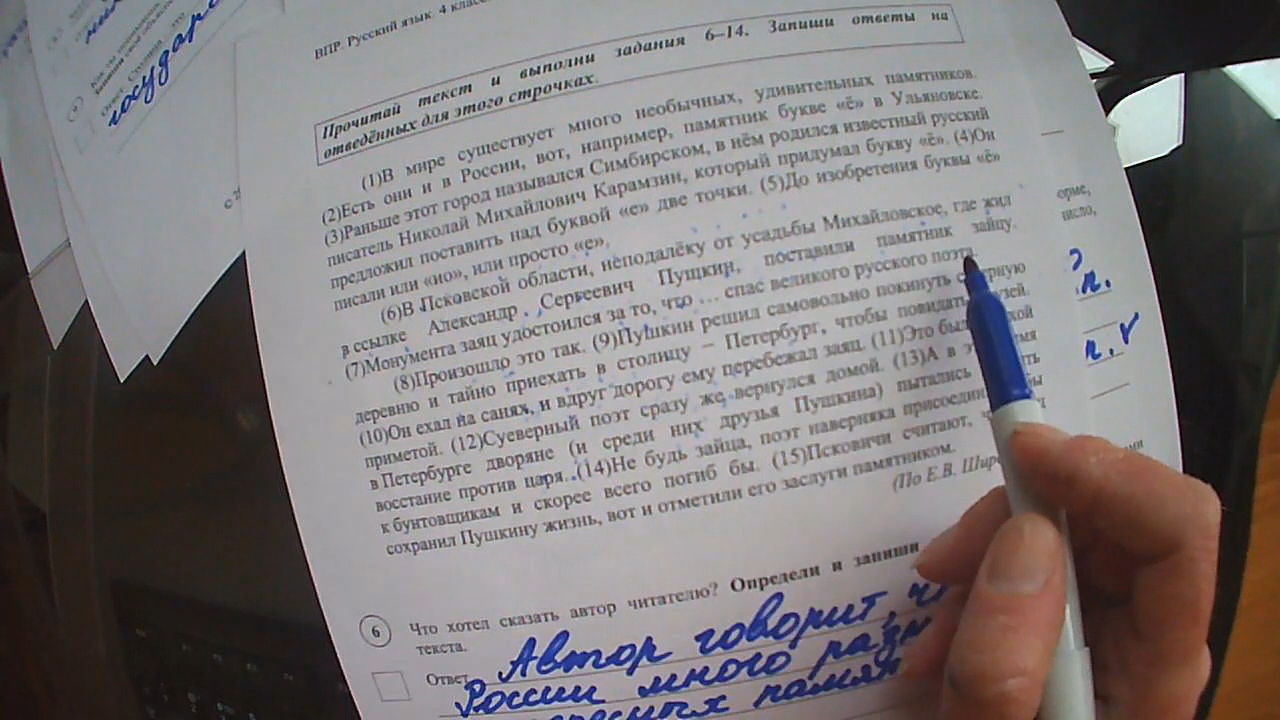 ВПР. Русский язык. 4 класс
Прочитай текст и выполни задания 6–14. Запиши ответы на
отведённых для этого строчках.
(1)В мире существует много необычных, удивительных памятников.
(2)Есть они и в России, вот, например, памятник букве «ё» в Ульяновске.
(3)Раньше этот город назывался Симбирском, в нём родился известный русский
писатель Николай Михайлович Карамзин, который придумал букву «ё». (4)Он
предложил поставить над буквой «е» две точки. (5)До изобретения буквы «ё»
писали или «ио», или просто «е».
(6)В Псковской области, неподалёку от усадьбы Михайловское, где жил
в ссылке Александр Сергеевич Пушкин, поставили памятник зайцу.
(7)Монумента заяц удостоился за то, что … спас великого русского поэта.
(8)Произошло это так. (9)Пушкин решил самовольно покинуть
деревню и тайно приехать в столицу – Петербург, чтобы повидать
(10)Он ехал на санях, и вдруг дорогу ему перебежал заяц. (11)Это
приметой. (12)Суеверный поэт сразу же вернулся домой. (13)А в
в Петербурге дворяне (и среди них друзья Пушкина) пытались
восстание против царя. (14)Не будь зайца, поэт наверняка
к бунтовщикам и скорее всего погиб бы. (15)Псковичи считают,
сохранил Пушкину жизнь, вот и отметили его заслуги памятником.
(По Е.В.
6
Что хотел сказать автор читателю? Определи и запиши
текста.
Ответ
Автор говорит,
России много
9
Ответ.
государ
орме,
число,
п.
п. √